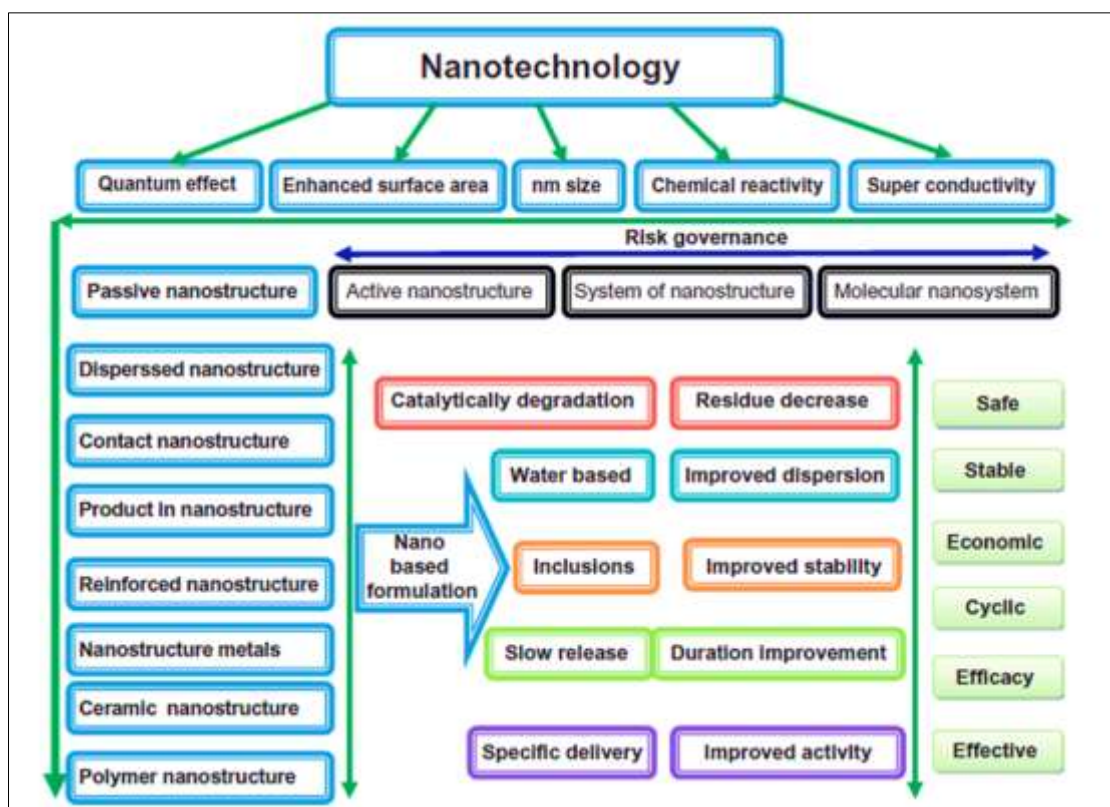 Nanotechnology
Quantum effect
Enhanced surface area
nm size
Chemical reactivity
Super conductivity
Risk governance
Passive nanostructure
Active nanostructure
System of nanostructure
Molecular nanosystem
Disperssed nanostructure
Contact nanostructure
Product in nanostructure
Reinforced nanostructure
Nanostructure metals
Ceramic nanostructure
Polymer nanostructure
Nano
based
formulation
Catalytically degradation
Residue decrease
Water based
Improved dispersion
Inclusions
Improved stability
Slow release
Duration improvement
Specific delivery
Improved activity
Safe
Stable
Economic
Cyclic
Efficacy
Effective